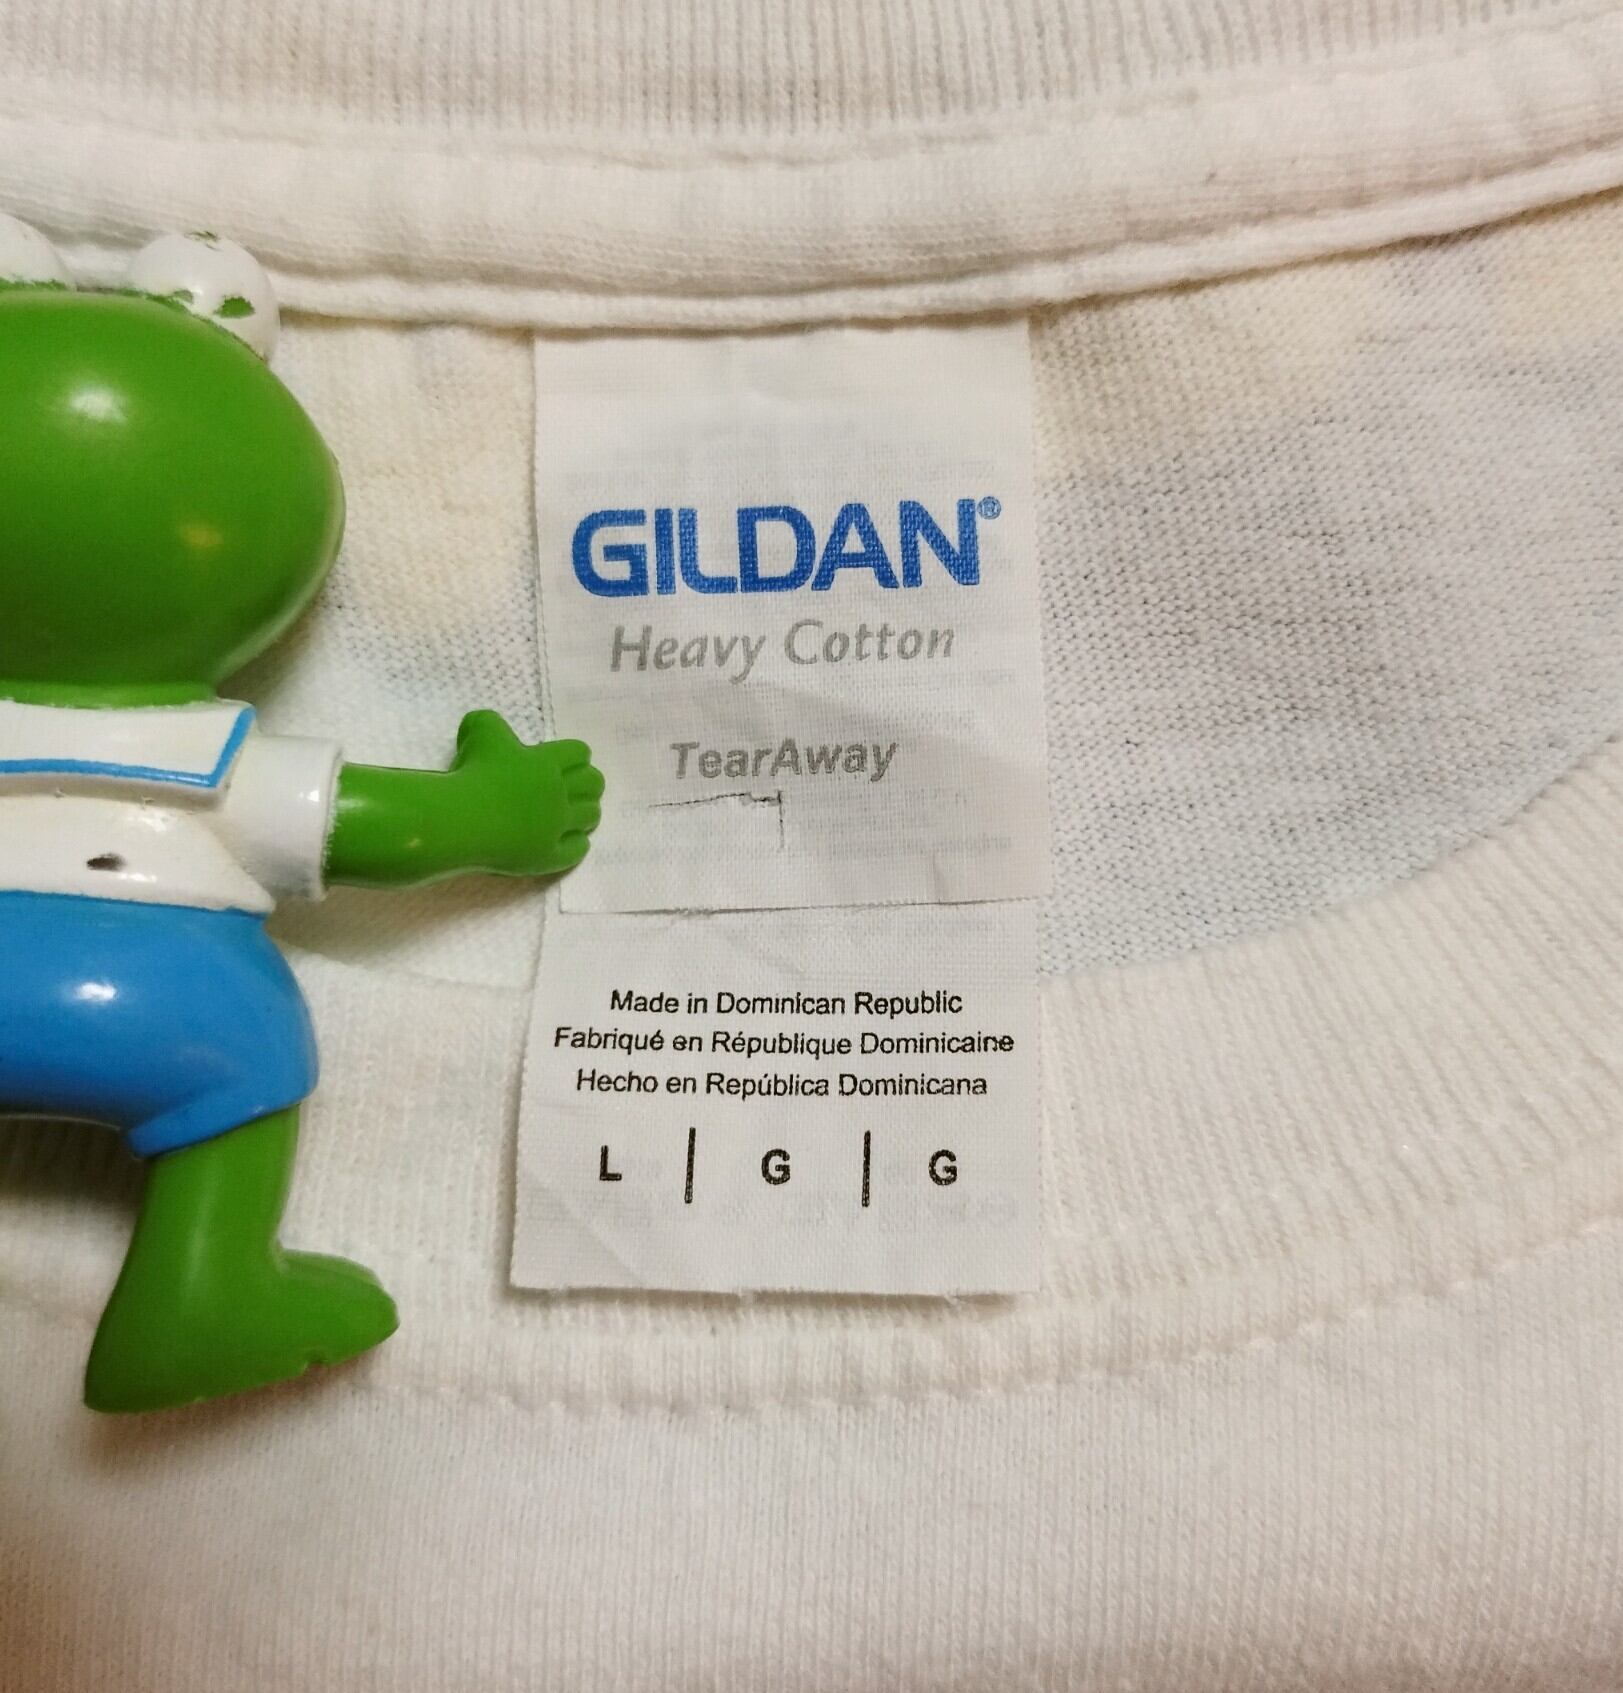 GILDAN®
Heavy Cotton
TearAway
Made in Dominican Republic
Fabriqué en République Dominicaine
Hecho en República Dominicana
L | G | G